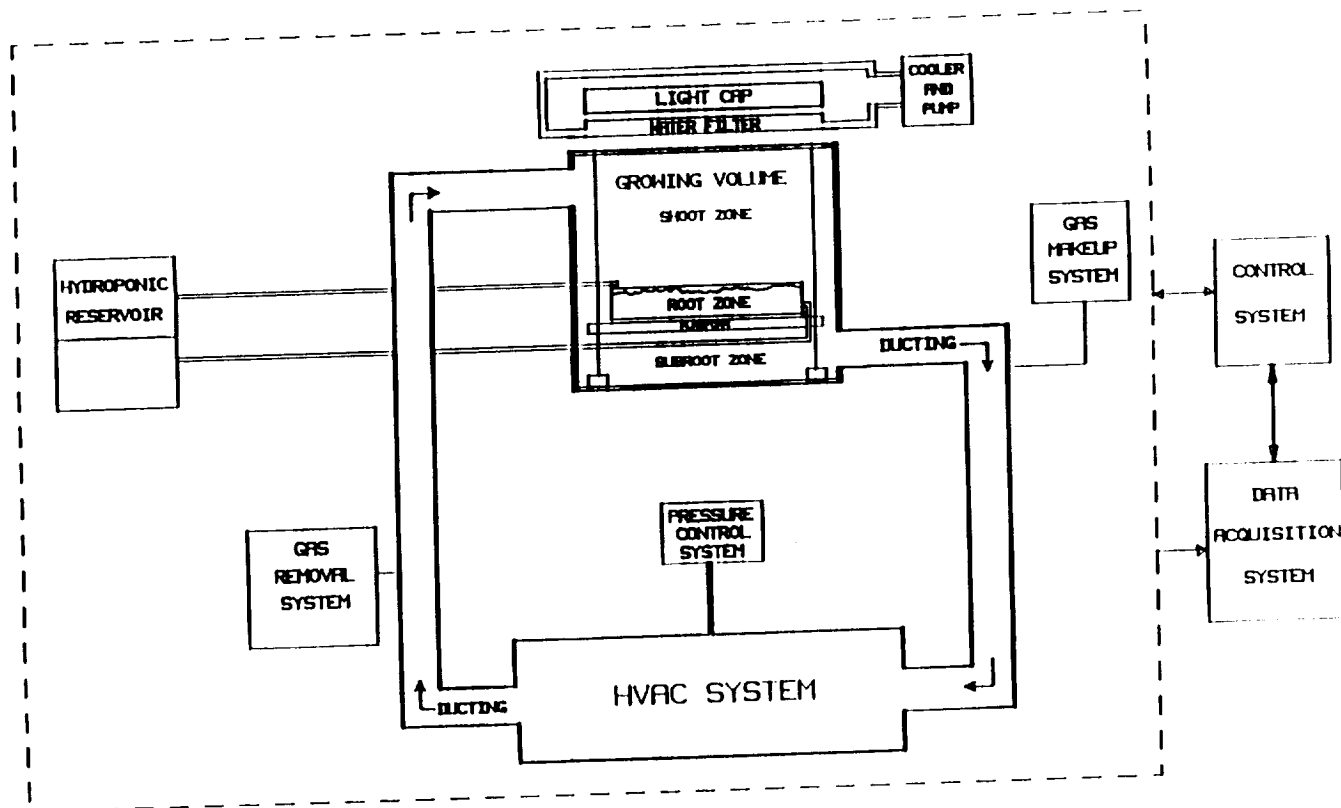 COOLER
AND
PUMP
LIGHT CAP
WATER FILTER
GROWING VOLUME
SHOOT ZONE
GAS
MAKEUP
SYSTEM
HYDROPONIC
RESERVOIR
CONTROL
SYSTEM
ROOT ZONE
SUBROOT ZONE
DUCTING
PRESSURE
CONTROL
SYSTEM
DATA
ACQUISITION
SYSTEM
GAS
REMOVAL
SYSTEM
HVAC SYSTEM
DUCTING